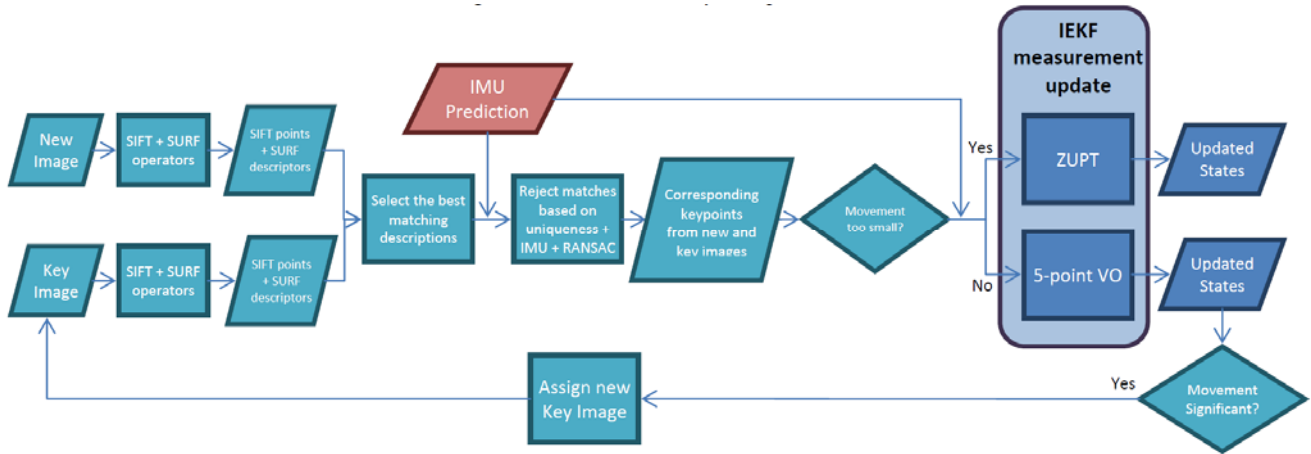 IEKF
measurement
update
IMU
Prediction
New
Image
SIFT + SURF
operators
SIFT points
+ SURF
descriptors
Select the best
matching
descriptions
Reject matches
based on
uniqueness +
IMU + RANSAC
Corresponding
keypoints
from new and
key images
Movement
too small?
Yes
ZUPT
Updated
States
Key
Image
SIFT + SURF
operators
SIFT points
+ SURF
descriptors
No
5-point VO
Updated
States
Assign new
Key Image
Yes
Movement
Significant?